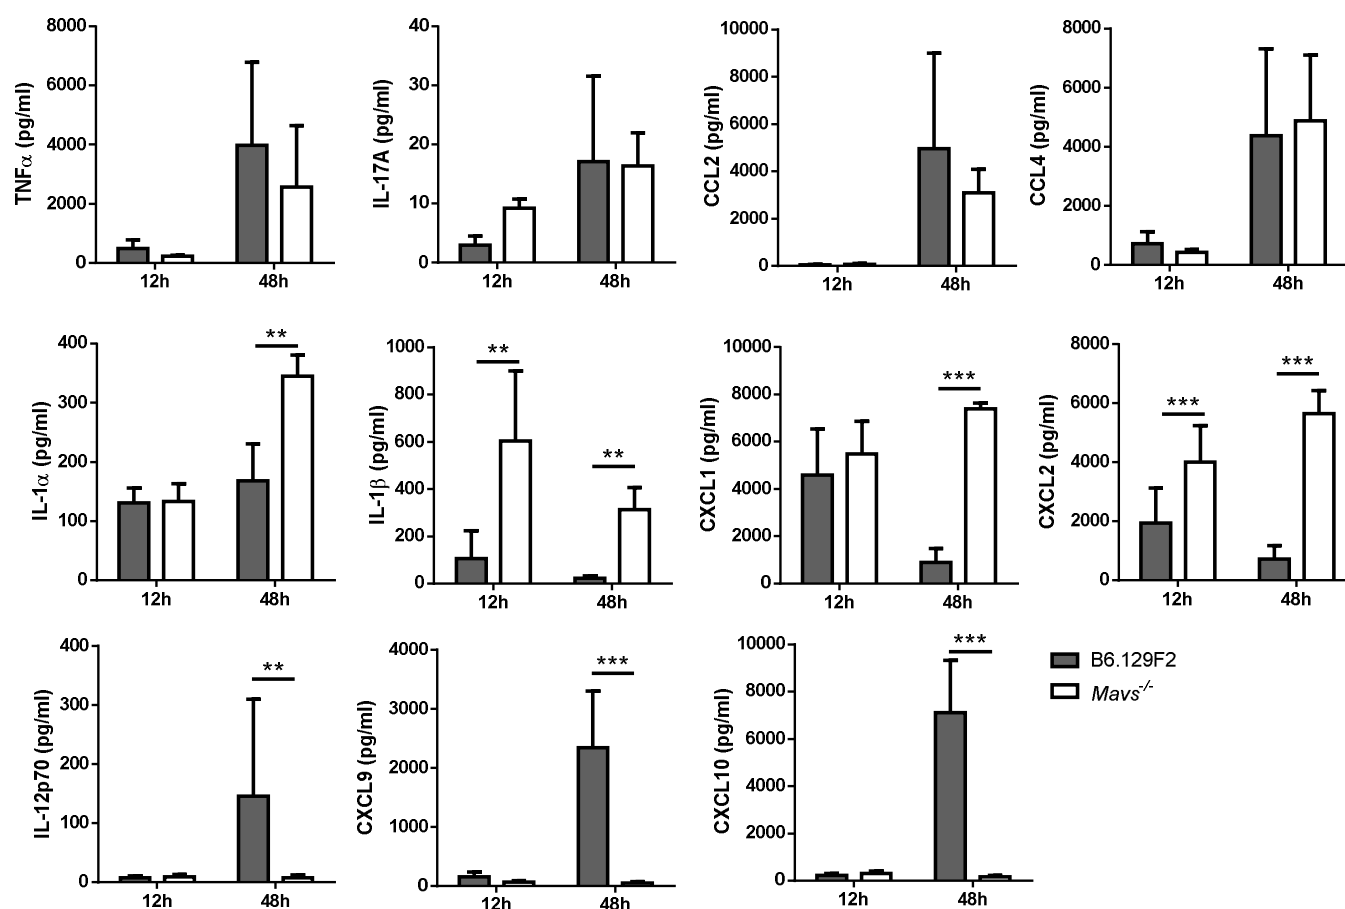 TNFα (pg/ml)
8000
6000
4000
2000
0
12h 48h
IL-17A (pg/ml)
40
30
20
10
0
12h 48h
CCL2 (pg/ml)
10000
8000
6000
4000
2000
0
12h 48h
CCL4 (pg/ml)
8000
6000
4000
2000
0
12h 48h
IL-1α (pg/ml)
400
300
200
100
0
**
12h 48h
IL-1β (pg/ml)
1000
800
600
400
200
0
**
**
12h 48h
CXCL1 (pg/ml)
10000
8000
6000
4000
2000
0
***
12h 48h
CXCL2 (pg/ml)
8000
6000
4000
2000
0
***
***
12h 48h
IL-12p70 (pg/ml)
400
300
200
100
0
**
12h 48h
CXCL9 (pg/ml)
4000
3000
2000
1000
0
***
12h 48h
CXCL10 (pg/ml)
10000
8000
6000
4000
2000
0
***
12h 48h
B6.129F2
Mavs-/-